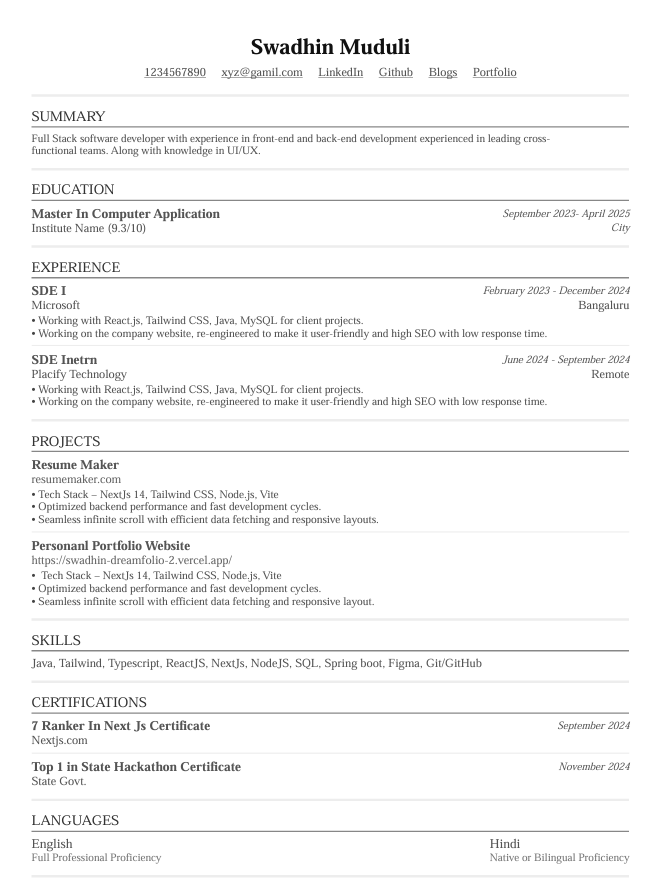 Swadhin Muduli
1234567890 xyz@gamil.com LinkedIn Github Blogs Portfolio
SUMMARY
Full Stack software developer with experience in front-end and back-end development experienced in leading cross-
functional teams. Along with knowledge in UI/UX.
EDUCATION
Master In Computer Application September 2023- April 2025
Institute Name (9.3/10) City
EXPERIENCE
SDE I February 2023 - December 2024
Microsoft Bangaluru
• Working with React.js, Tailwind CSS, Java, MySQL for client projects.
• Working on the company website, re-engineered to make it user-friendly and high SEO with low response time.
SDE Inetrn June 2024 - September 2024
Placify Technology Remote
• Working with React.js, Tailwind CSS, Java, MySQL for client projects.
• Working on the company website, re-engineered to make it user-friendly and high SEO with low response time.
PROJECTS
Resume Maker
resumemaker.com
• Tech Stack – NextJs 14, Tailwind CSS, Node.js, Vite
• Optimized backend performance and fast development cycles.
• Seamless infinite scroll with efficient data fetching and responsive layouts.
Personanl Portfolio Website
https://swadhin-dreamfolio-2.vercel.app/
• Tech Stack – NextJs 14, Tailwind CSS, Node.js, Vite
• Optimized backend performance and fast development cycles.
• Seamless infinite scroll with efficient data fetching and responsive layout.
SKILLS
Java, Tailwind, Typescript, ReactJS, NextJs, NodeJS, SQL, Spring boot, Figma, Git/GitHub
CERTIFICATIONS
7 Ranker In Next Js Certificate September 2024
Nextjs.com
Top 1 in State Hackathon Certificate November 2024
State Govt.
LANGUAGES
English Hindi
Full Professional Proficiency Native or Bilingual Proficiency